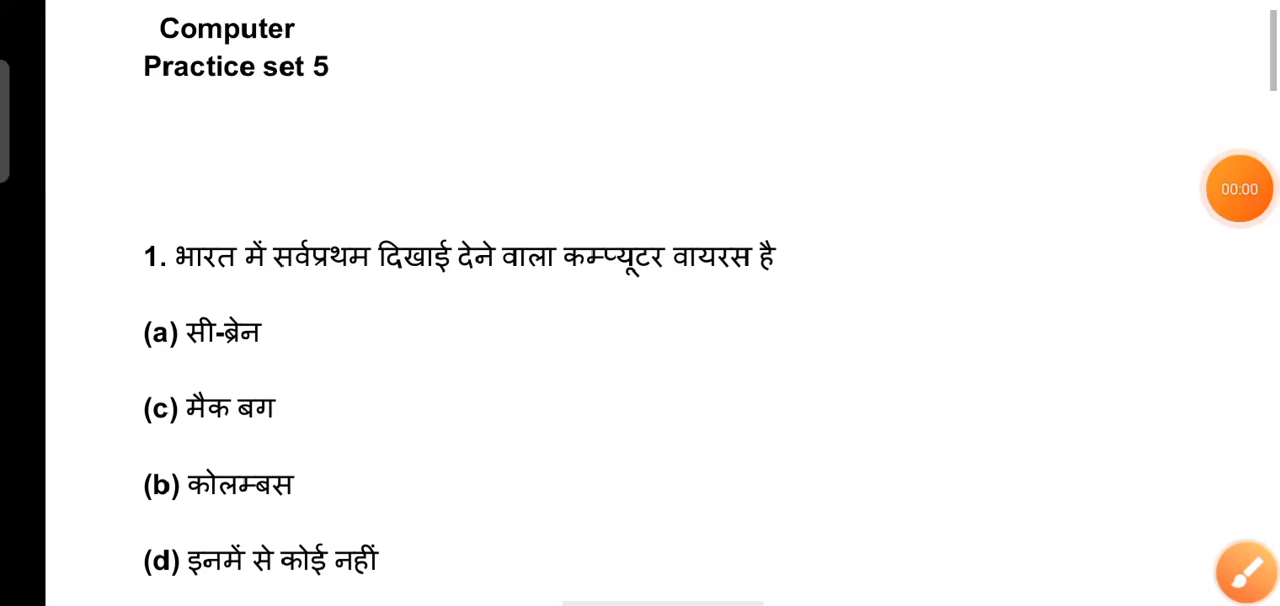 Computer
Practice set 5
00:00
1. भारत में सर्वप्रथम दिखाई देने वाला कम्प्यूटर वायरस है
(a) सी-ब्रेन
(c) मैक बग
(b) कोलम्बस
(d) इनमें से कोई नहीं